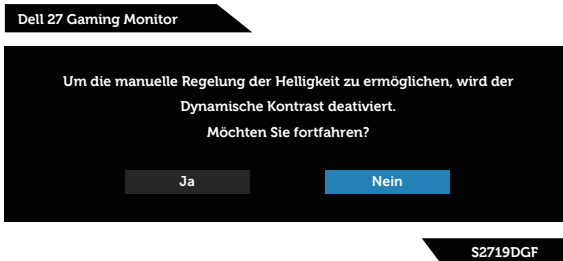 Dell 27 Gaming Monitor
Um die manuelle Regelung der Helligkeit zu ermöglichen, wird der
Dynamische Kontrast deativiert.
Möchten Sie fortfahren?
Ja
Nein
S2719DGF